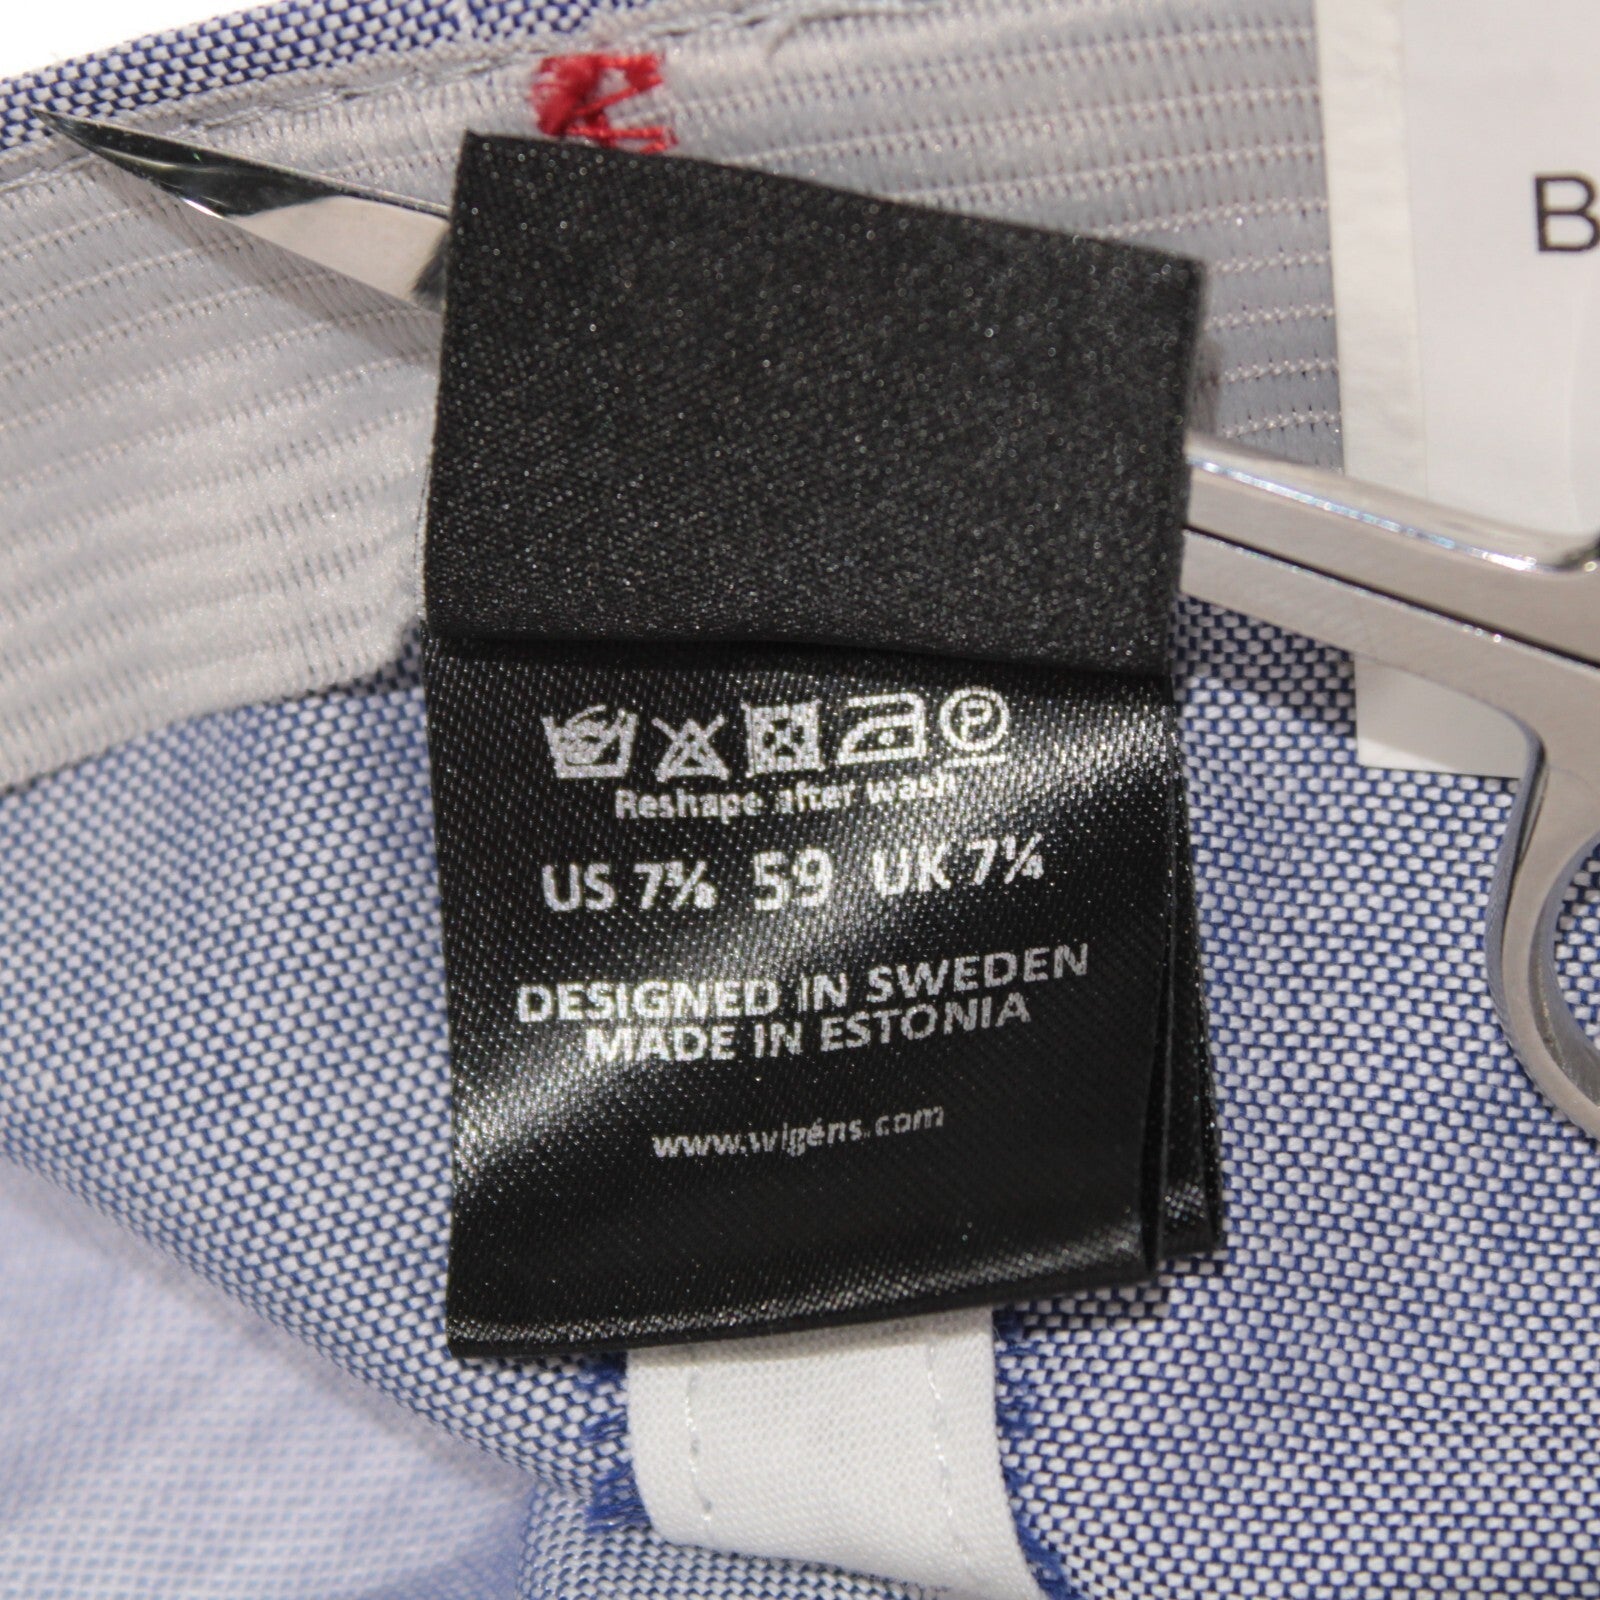 B
P
Reshape after wash
US 7⅜ 59 UK 7¼
DESIGNED IN SWEDEN
MADE IN ESTONIA
www.wigéns.com